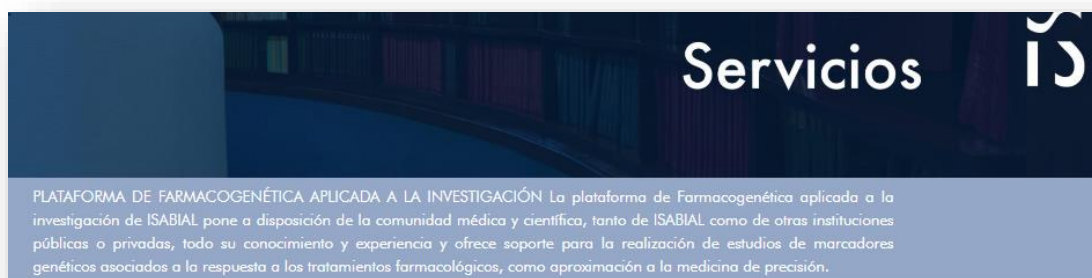 Servicios
PLATAFORMA DE FARMACOGENÉTICA APLICADA A LA INVESTIGACIÓN La plataforma de Farmacogenética aplicada a la
investigación de ISABIAL pone a disposición de la comunidad médica y científica, tanto de ISABIAL como de otras instituciones
públicas o privadas, todo su conocimiento y experiencia y ofrece soporte para la realización de estudios de marcadores
genéticos asociados a la respuesta a los tratamientos farmacológicos, como aproximación a la medicina de precisión.